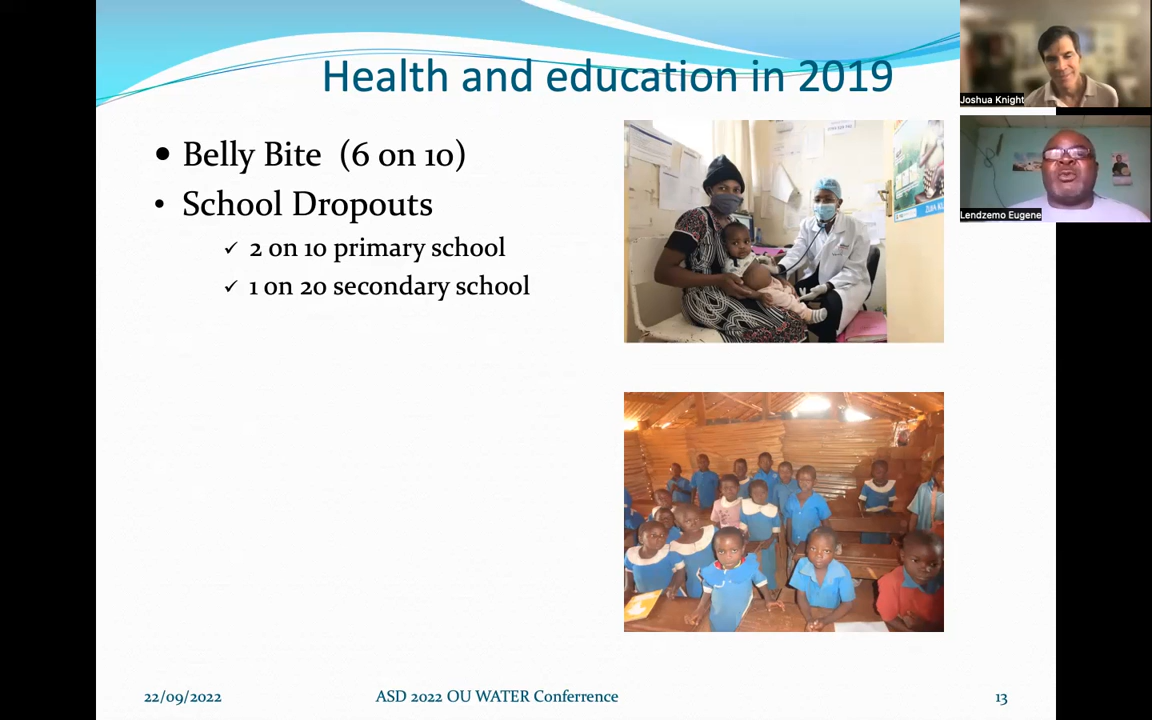 Health and education in 2019
• Belly Bite (6 on 10)
• School Dropouts
✓ 2 on 10 primary school
✓ 1 on 20 secondary school
22/09/2022
ASD 2022 OU WATER Conferrence
13
Joshua Knight
Lendzemo Eugene